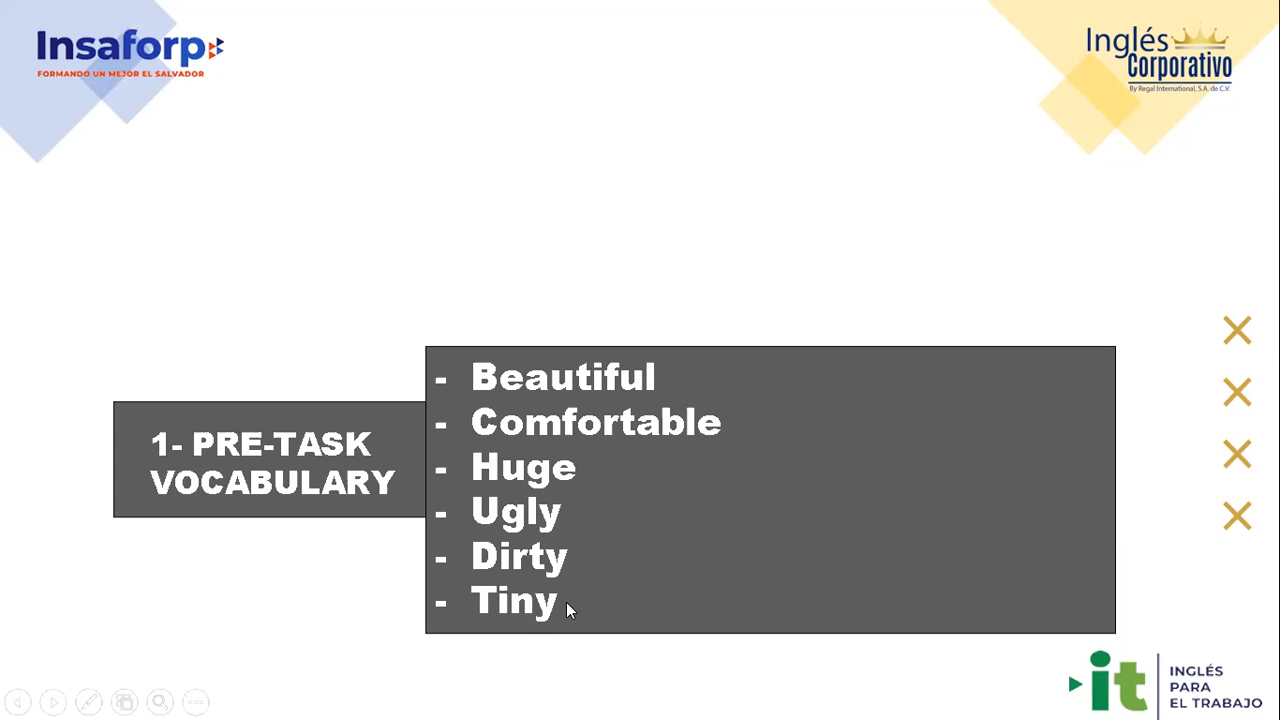 Insaforp
FORMANDO UN MEJOR EL SALVADOR
Inglés
Corporativo
By Regal International, S.A. de C.V.
1- PRE-TASK
VOCABULARY
- Beautiful
- Comfortable
- Huge
- Ugly
- Dirty
- Tiny
it
INGLÉS
PARA
EL TRABAJO